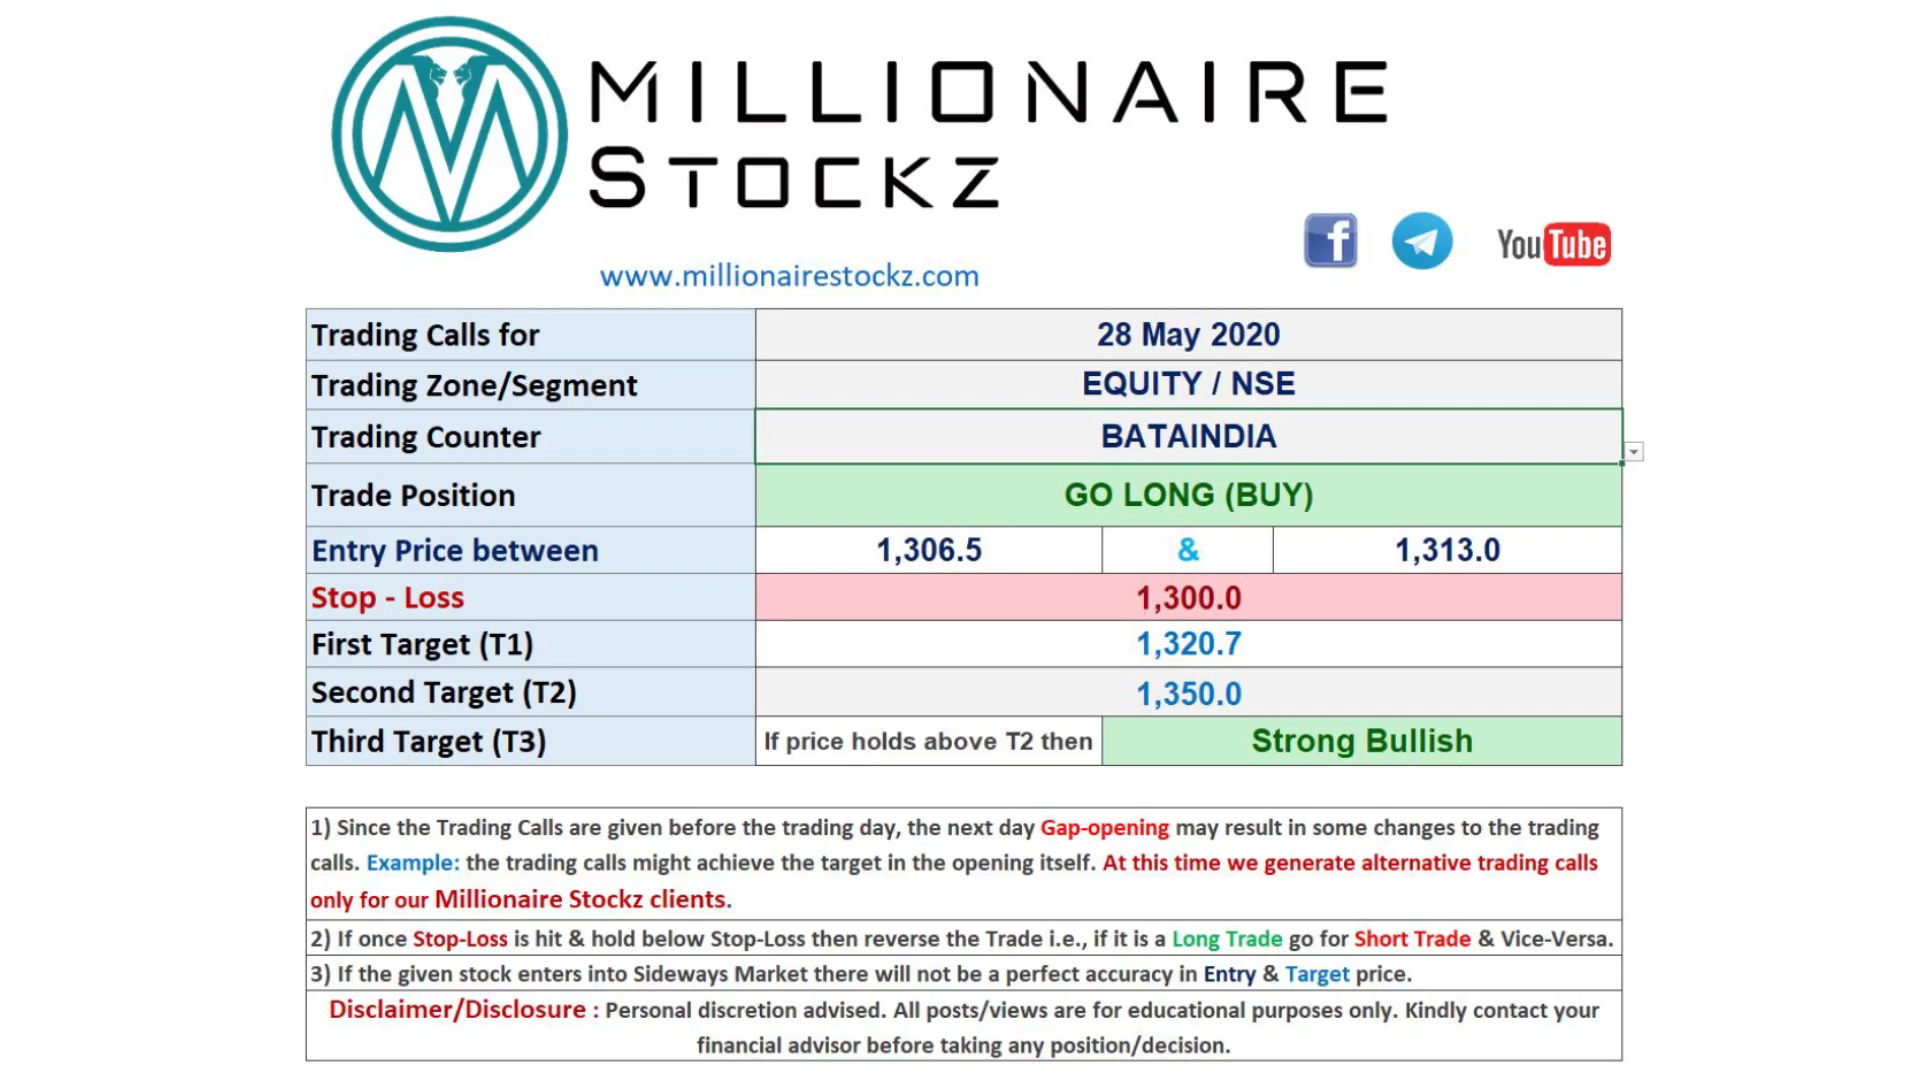 MILLIONAIRE
STOCKZ
f
You Tube
www.millionairestockz.com
Trading Calls for 28 May 2020
Trading Zone/Segment EQUITY / NSE
Trading Counter BATAINDIA
Trade Position GO LONG (BUY)
Entry Price between 1,306.5 & 1,313.0
Stop - Loss 1,300.0
First Target (T1) 1,320.7
Second Target (T2) 1,350.0
Third Target (T3) If price holds above T2 then Strong Bullish
1) Since the Trading Calls are given before the trading day, the next day Gap-opening may result in some changes to the trading
calls. Example: the trading calls might achieve the target in the opening itself. At this time we generate alternative trading calls
only for our Millionaire Stockz clients.
2) If once Stop-Loss is hit & hold below Stop-Loss then reverse the Trade i.e., if it is a Long Trade go for Short Trade & Vice-Versa.
3) If the given stock enters into Sideways Market there will not be a perfect accuracy in Entry & Target price.
Disclaimer/Disclosure : Personal discretion advised. All posts/views are for educational purposes only. Kindly contact your
financial advisor before taking any position/decision.